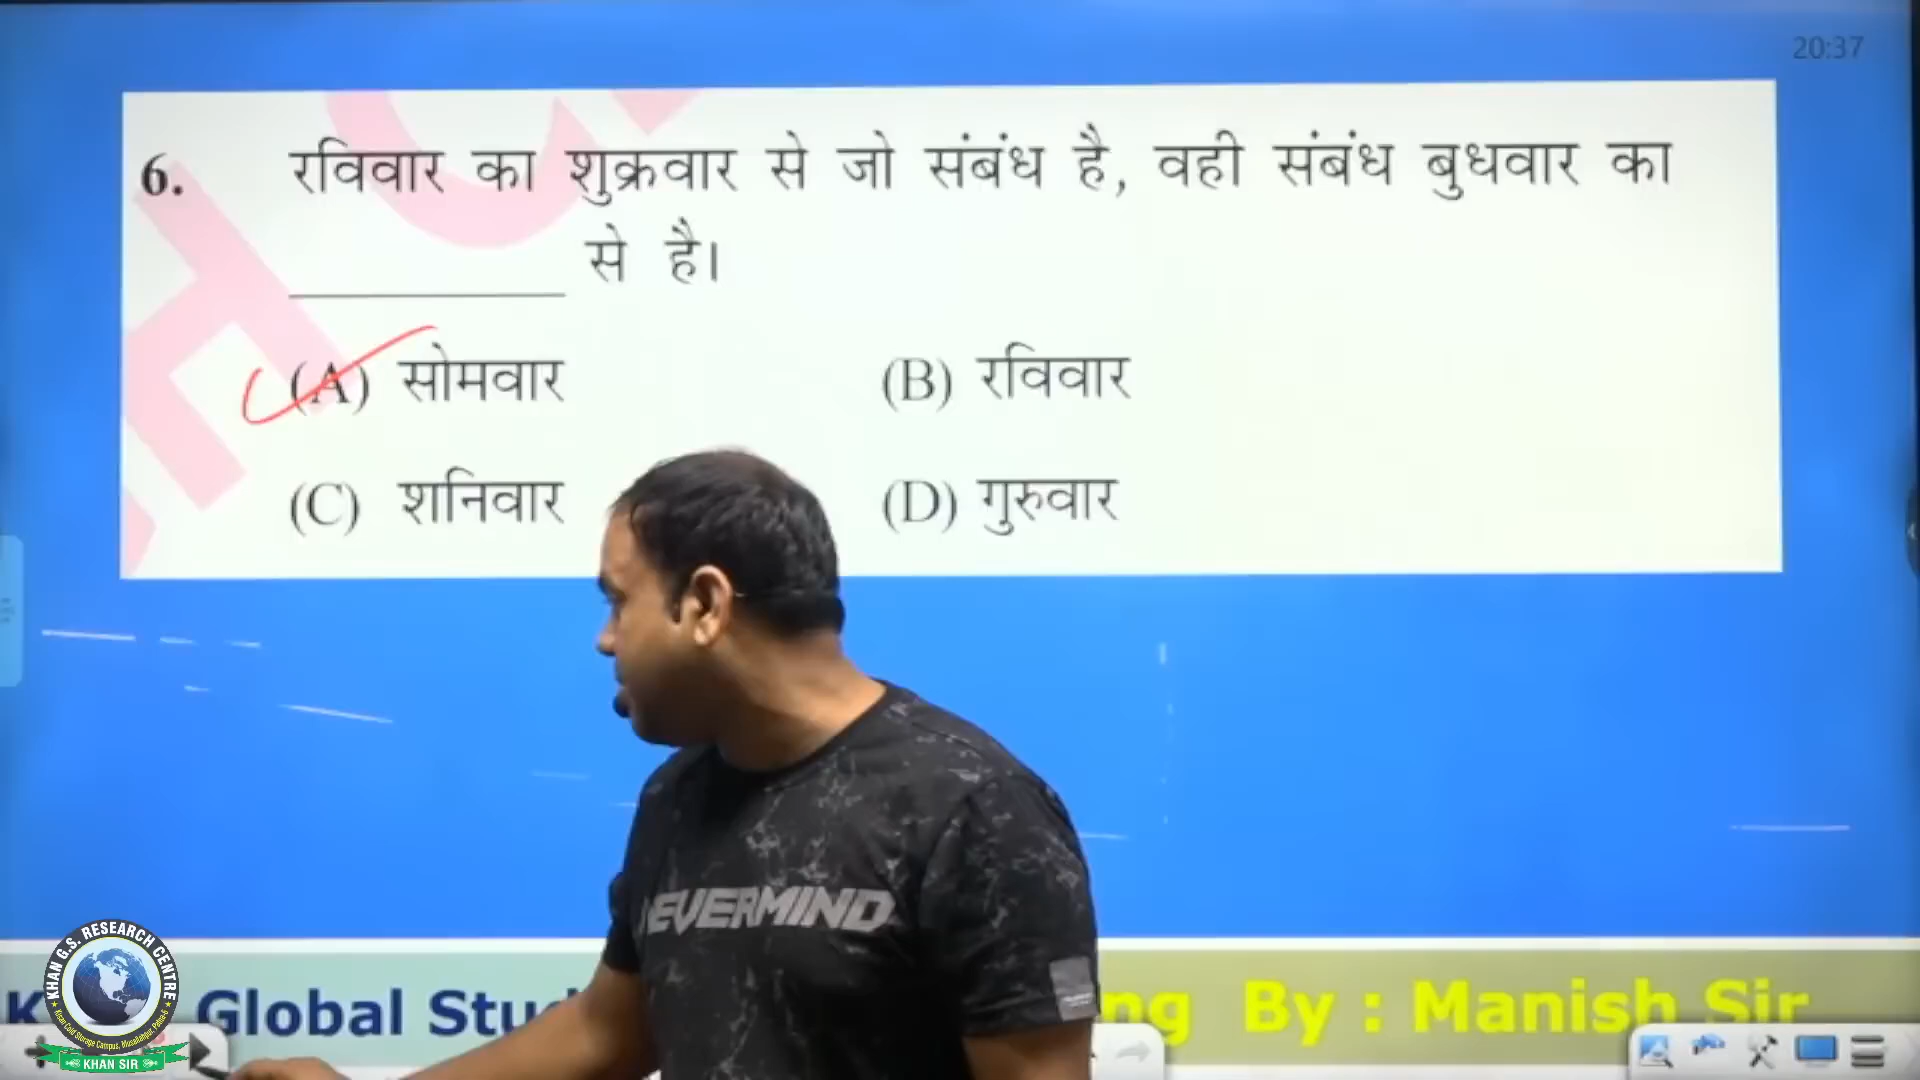 20:37
6. रविवार का शुक्रवार से जो संबंध है, वही संबंध बुधवार का
से है।
(A) सोमवार
(B) रविवार
(C) शनिवार
(D) गुरुवार
NEVERMIND
Global
By : Manish Sir
KHAN G.S. RESEARCH CENTRE
KHAN SIR